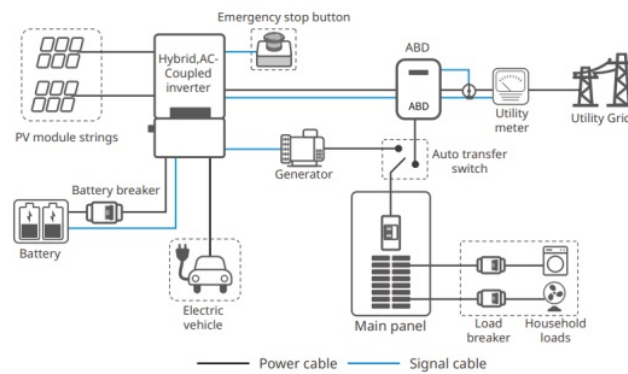 Emergency stop button
Hybrid,AC-
Coupled
inverter
ABD
ABD
PV module strings
Utility
meter
Utility Grid
Generator
Auto transfer
switch
Battery breaker
Battery
Electric
vehicle
Main panel
Load
breaker
Household
loads
Power cable
Signal cable